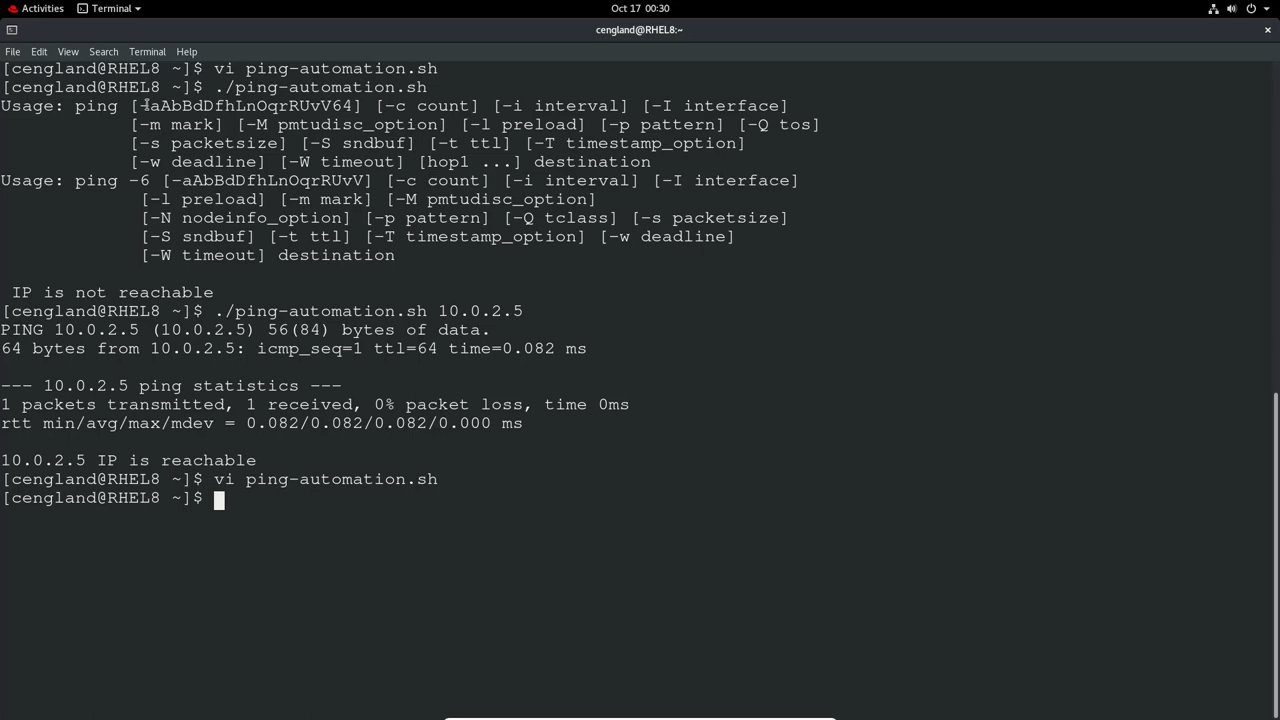 Activities Terminal Oct 17 00:30
cengland@RHEL8:~
File Edit View Search Terminal Help
[cengland@RHEL8 ~]$ vi ping-automation.sh
[cengland@RHEL8 ~]$ ./ping-automation.sh
Usage: ping [-aAbBdDfhLnOqrRUvV64] [-c count] [-i interval] [-I interface]
[-m mark] [-M pmtudisc_option] [-l preload] [-p pattern] [-Q tos]
[-s packetsize] [-S sndbuf] [-t ttl] [-T timestamp_option]
[-w deadline] [-W timeout] [hop1 ...] destination
Usage: ping -6 [-aAbBdDfhLnOqrRUvV] [-c count] [-i interval] [-I interface]
[-l preload] [-m mark] [-M pmtudisc_option]
[-N nodeinfo_option] [-p pattern] [-Q tclass] [-s packetsize]
[-S sndbuf] [-t ttl] [-T timestamp_option] [-w deadline]
[-W timeout] destination
IP is not reachable
[cengland@RHEL8 ~]$ ./ping-automation.sh 10.0.2.5
PING 10.0.2.5 (10.0.2.5) 56(84) bytes of data.
64 bytes from 10.0.2.5: icmp_seq=1 ttl=64 time=0.082 ms
--- 10.0.2.5 ping statistics ---
1 packets transmitted, 1 received, 0% packet loss, time 0ms
rtt min/avg/max/mdev = 0.082/0.082/0.082/0.000 ms
10.0.2.5 IP is reachable
[cengland@RHEL8 ~]$ vi ping-automation.sh
[cengland@RHEL8 ~]$